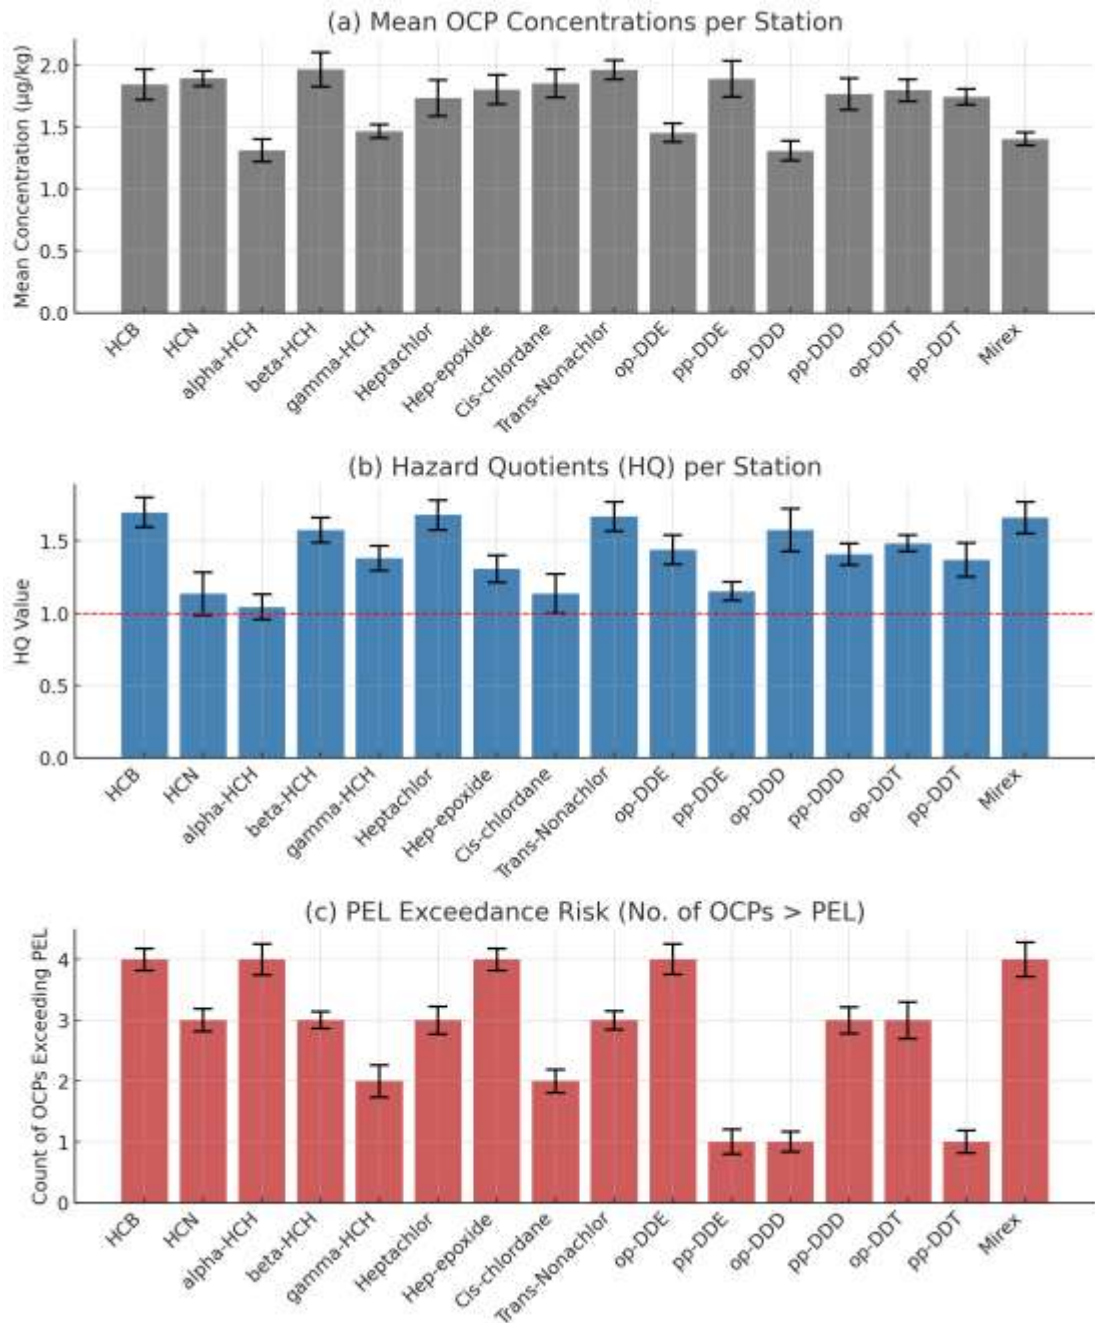 (a) Mean OCP Concentrations per Station
Mean Concentration (µg/kg)
2.0
1.5
1.0
0.5
0.0
HCB
HCN
alpha-HCH
beta-HCH
gamma-HCH
Heptachlor
Hep-epoxide
Cis-chlordane
Trans-Nonachlor
op-DDE
pp-DDE
op-DDD
pp-DDD
op-DDT
pp-DDT
Mirex
(b) Hazard Quotients (HQ) per Station
HQ Value
1.5
1.0
0.5
0.0
HCB
HCN
alpha-HCH
beta-HCH
gamma-HCH
Heptachlor
Hep-epoxide
Cis-chlordane
Trans-Nonachlor
op-DDE
pp-DDE
op-DDD
pp-DDD
op-DDT
pp-DDT
Mirex
(c) PEL Exceedance Risk (No. of OCPs > PEL)
Count of OCPs Exceeding PEL
4
3
2
1
0
HCB
HCN
alpha-HCH
beta-HCH
gamma-HCH
Heptachlor
Hep-epoxide
Cis-chlordane
Trans-Nonachlor
op-DDE
pp-DDE
op-DDD
pp-DDD
op-DDT
pp-DDT
Mirex